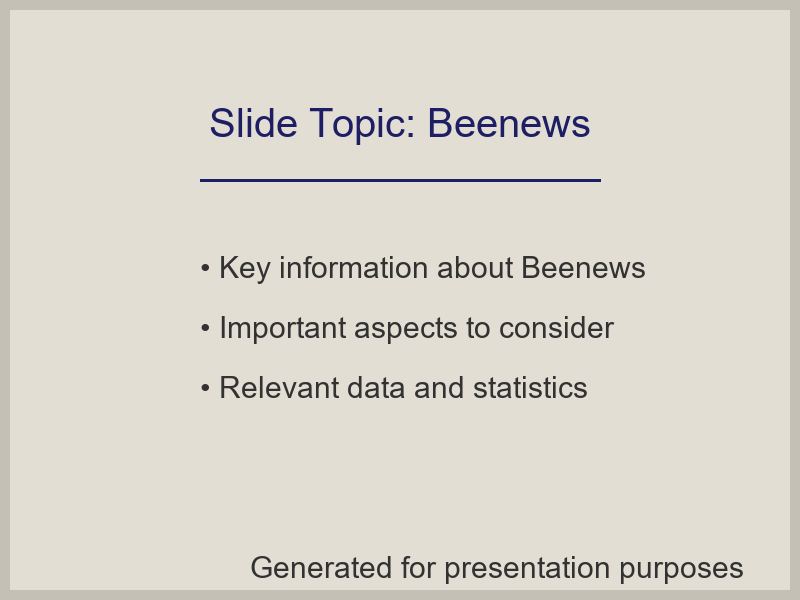 Slide Topic: Beenews
• Key information about Beenews
• Important aspects to consider
• Relevant data and statistics
Generated for presentation purposes